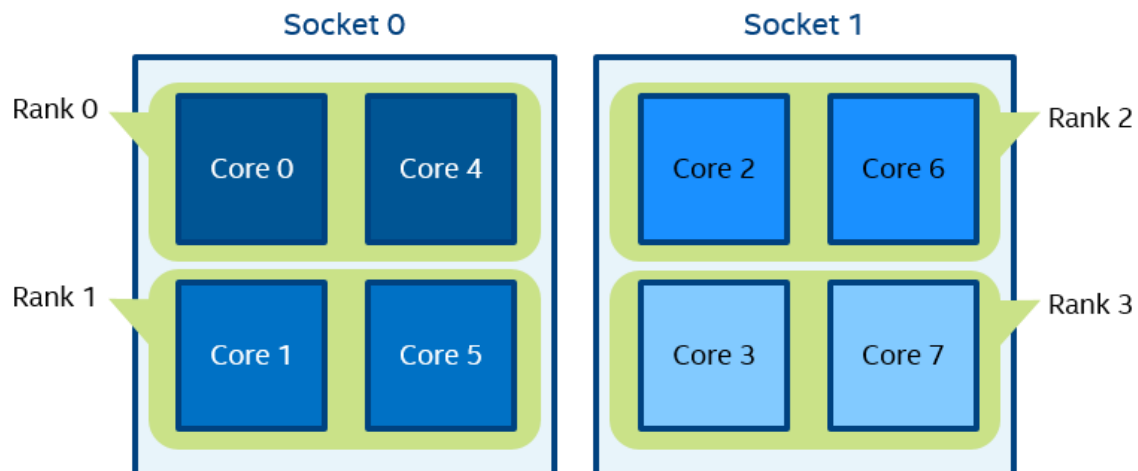 Socket 0
Socket 1
Rank 0
Core 0
Core 4
Core 2
Core 6
Rank 2
Rank 1
Core 1
Core 5
Core 3
Core 7
Rank 3